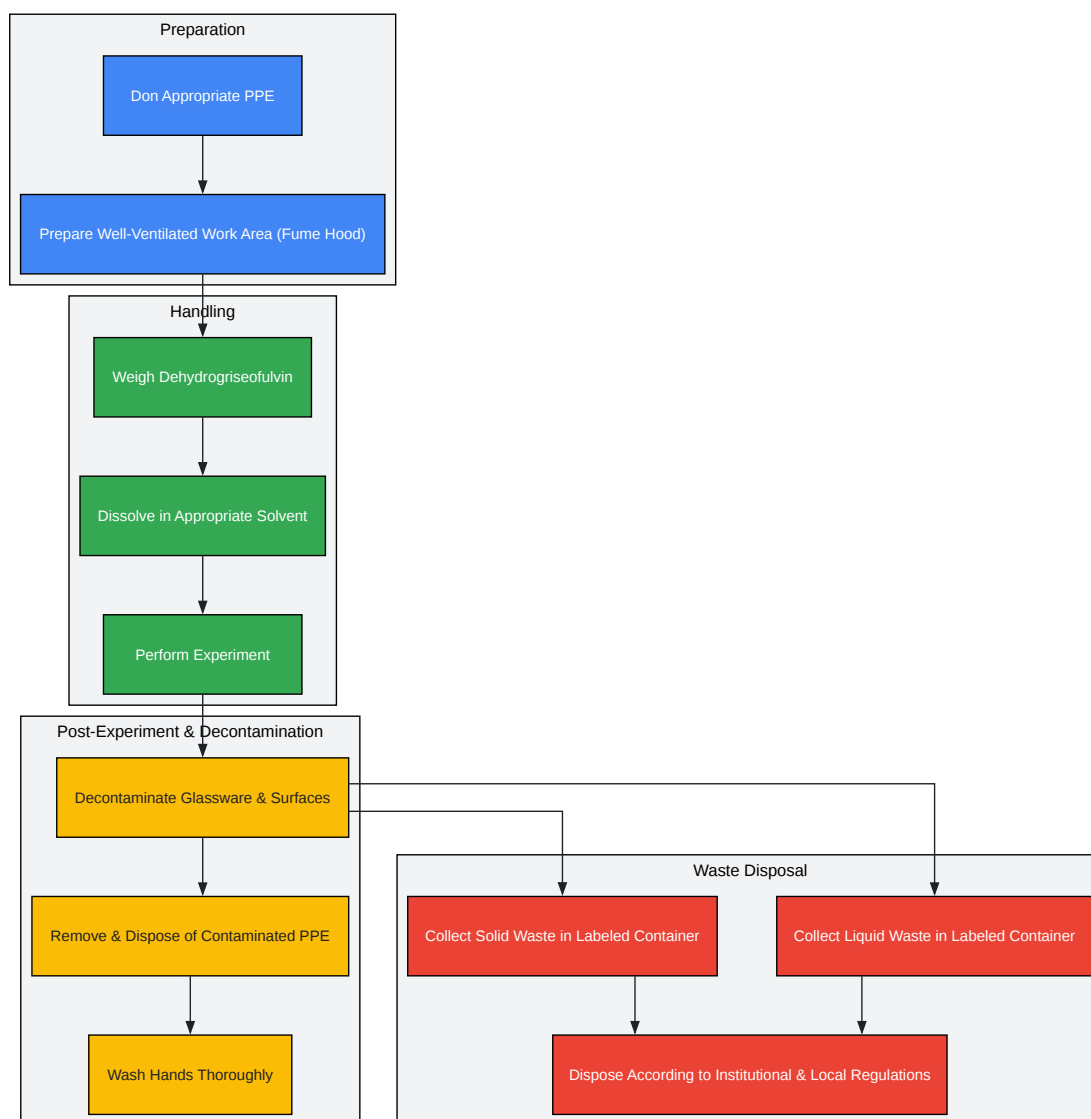 Preparation
Don Appropriate PPE
Prepare Well-Ventilated Work Area (Fume Hood)
Handling
Weigh Dehydrogriseofulvin
Dissolve in Appropriate Solvent
Perform Experiment
Post-Experiment & Decontamination
Decontaminate Glassware & Surfaces
Remove & Dispose of Contaminated PPE
Wash Hands Thoroughly
Waste Disposal
Collect Solid Waste in Labeled Container
Collect Liquid Waste in Labeled Container
Dispose According to Institutional & Local Regulations